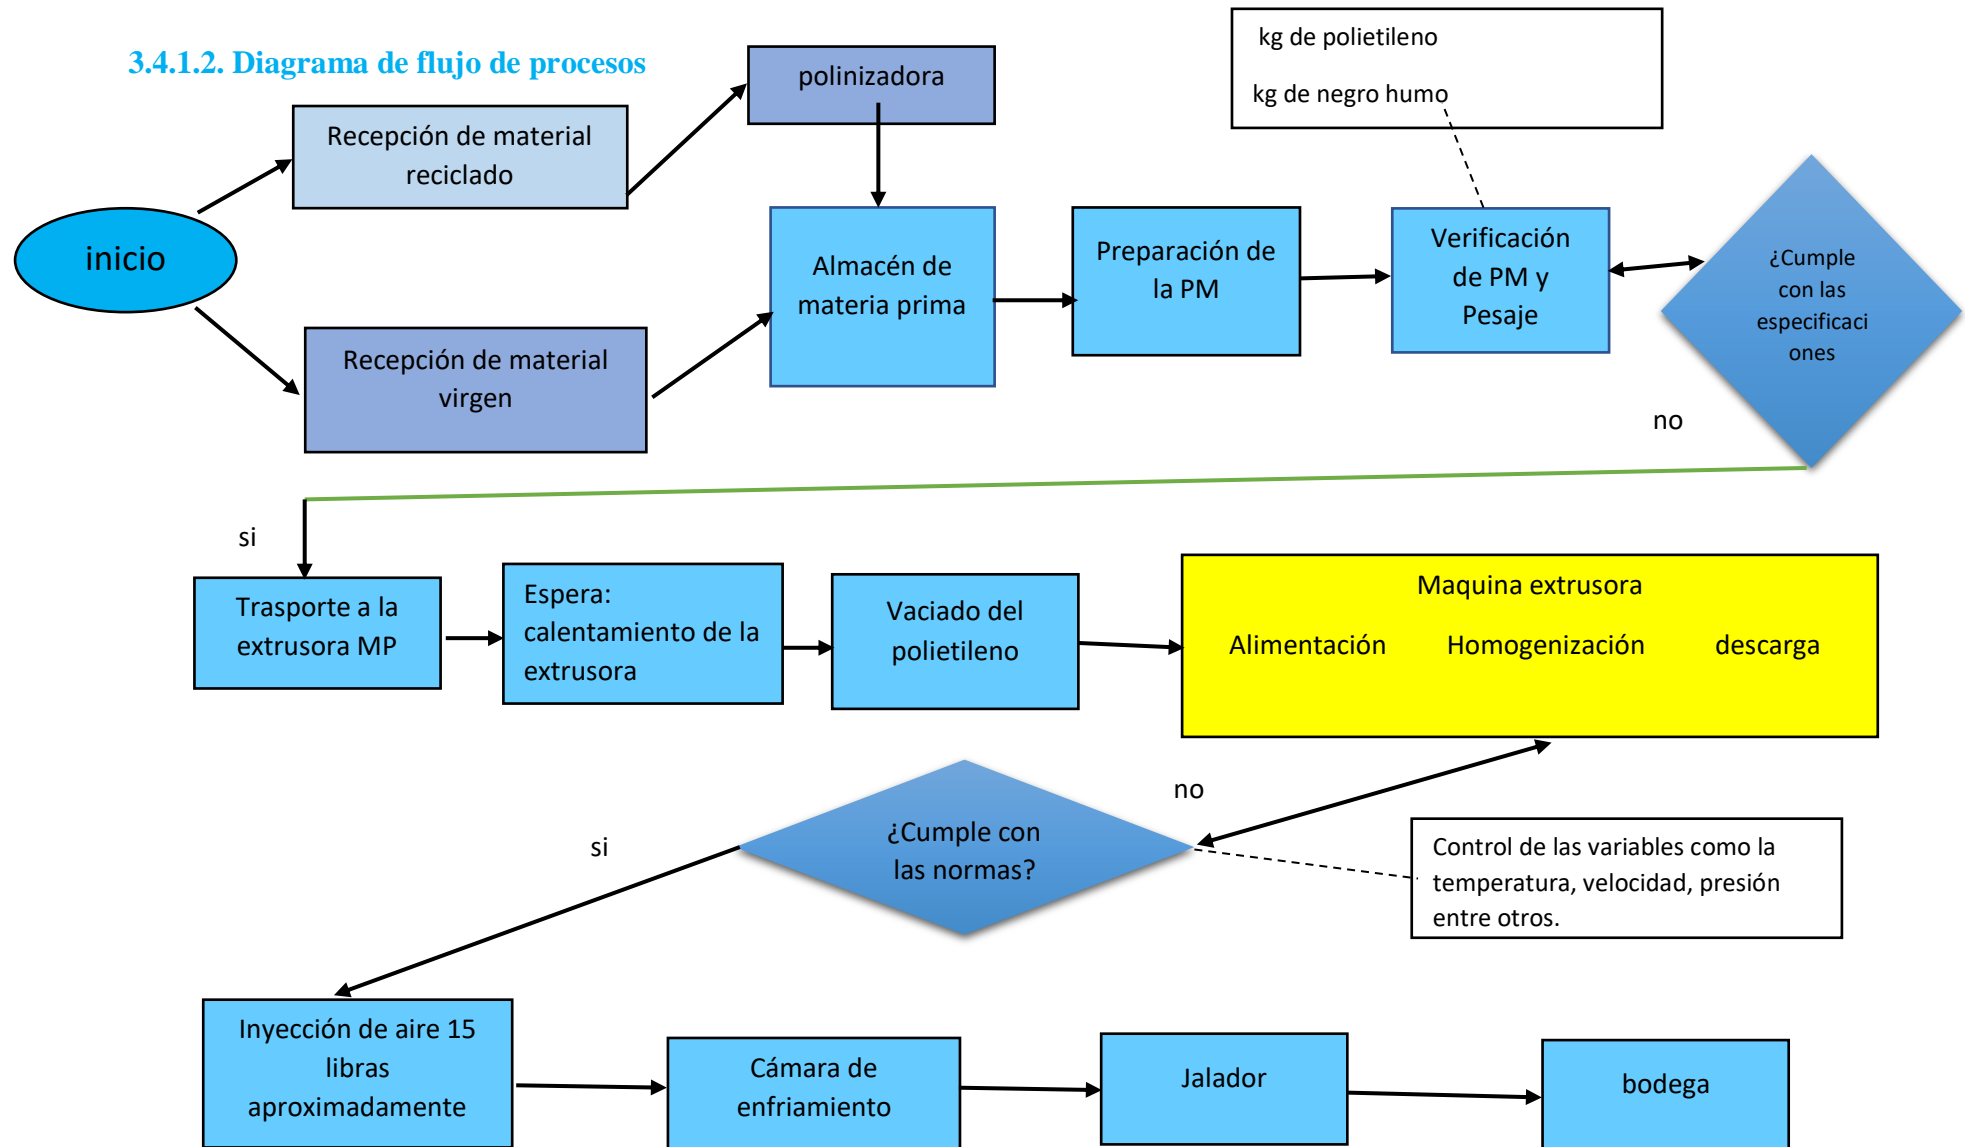 3.4.1.2. Diagrama de flujo de procesos
polinizadora
kg de polietileno
kg de negro humo
Recepción de material
reciclado
inicio
Almacén de
materia prima
Preparación de
la PM
Verificación
de PM y
Pesaje
¿Cumple
con las
especificaci
ones
Recepción de material
virgen
no
si
Trasporte a la
extrusora MP
Espera:
calentamiento de la
extrusora
Vaciado del
polietileno
Maquina extrusora
Alimentación Homogenización descarga
no
si
¿Cumple con
las normas?
Control de las variables como la
temperatura, velocidad, presión
entre otros.
Inyección de aire 15
libras
aproximadamente
Cámara de
enfriamiento
Jalador
bodega